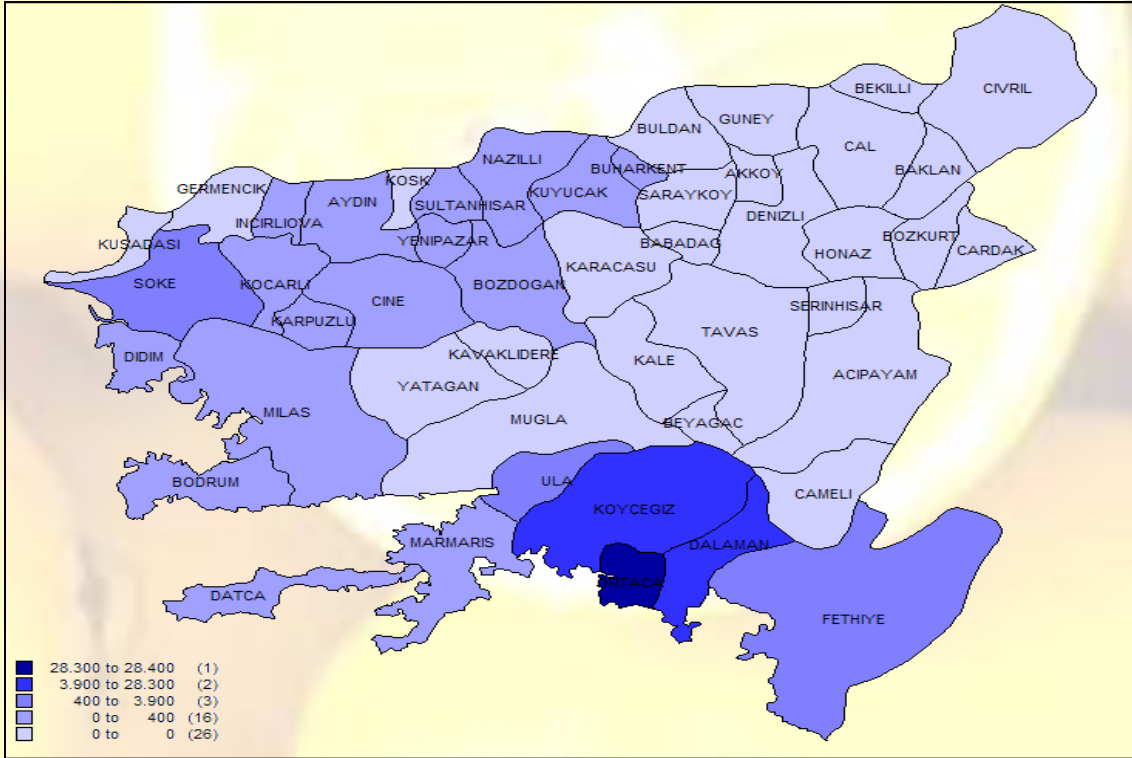 CIVRIL
BEKILLI
GUNEY
BULDAN
CAL
NAZILLI
BUHARKENT
AKKOY
BAKLAN
KOSK
GERMENCIK
KUYUCAK
SARAYKOY
AYDIN
SULTANHISAR
DENIZLI
INCIRLIOVA
BOZKURT
YENIPAZAR
BABADAG
KUSADASI
HONAZ
CARDAK
KARACASU
SOKE
KOCARLI
BOZDOGAN
CINE
SERINHISAR
KARPUZLU
TAVAS
DIDIM
KAVAKLIDERE
KALE
ACIPAYAM
YATAGAN
MILAS
MUGLA
BEYAGAC
BODRUM
ULA
CAMELI
KOYCEGIZ
MARMARIS
DALAMAN
ORTACA
DATCA
FETHIYE
28.300 to 28.400 (1)
3.900 to 28.300 (2)
400 to 3.900 (3)
0 to 400 (16)
0 to 0 (26)